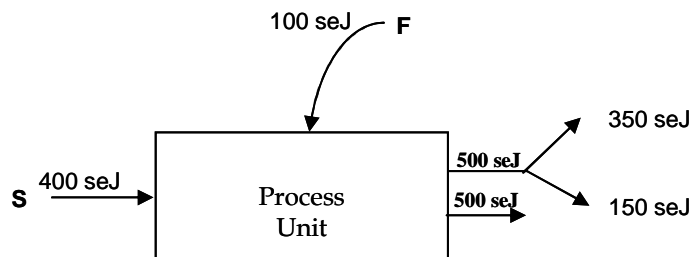 100 seJ
F
350 seJ
500 seJ
S
400 seJ
Process
Unit
500 seJ
150 seJ